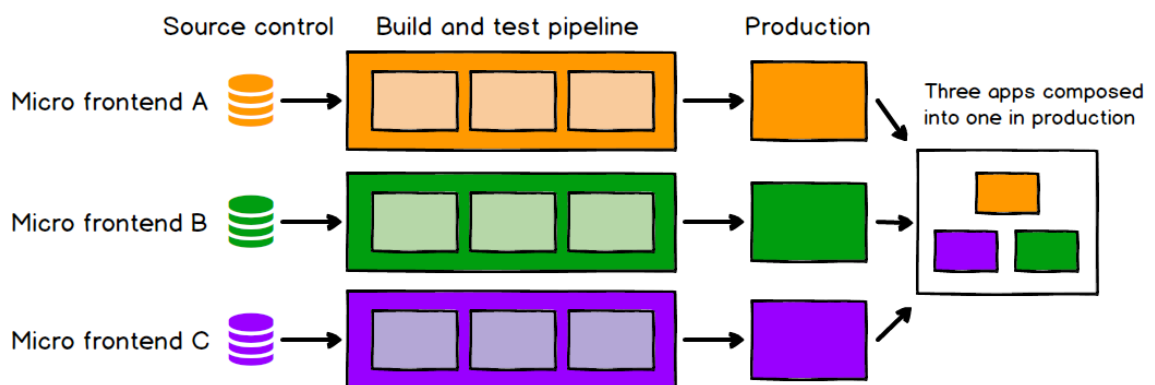 Source control
Build and test pipeline
Production
Micro frontend A
Three apps composed
into one in production
Micro frontend B
Micro frontend C